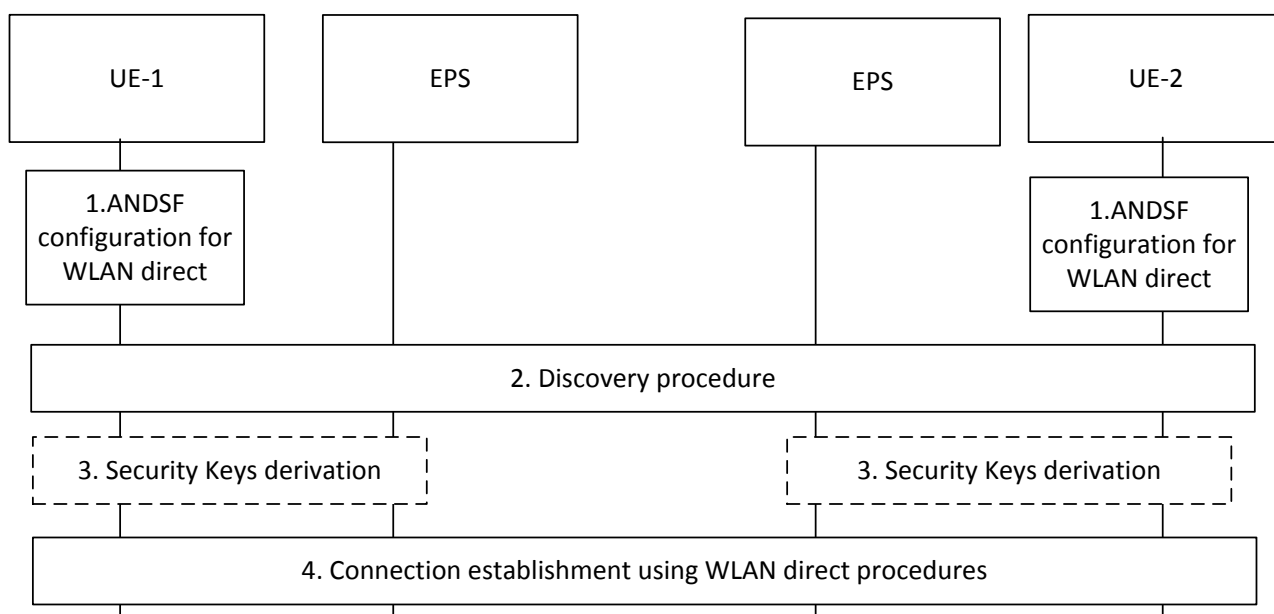 UE-1
EPS
EPS
UE-2
1.ANDSF
configuration for
WLAN direct
1.ANDSF
configuration for
WLAN direct
2. Discovery procedure
3. Security Keys derivation
3. Security Keys derivation
4. Connection establishment using WLAN direct procedures